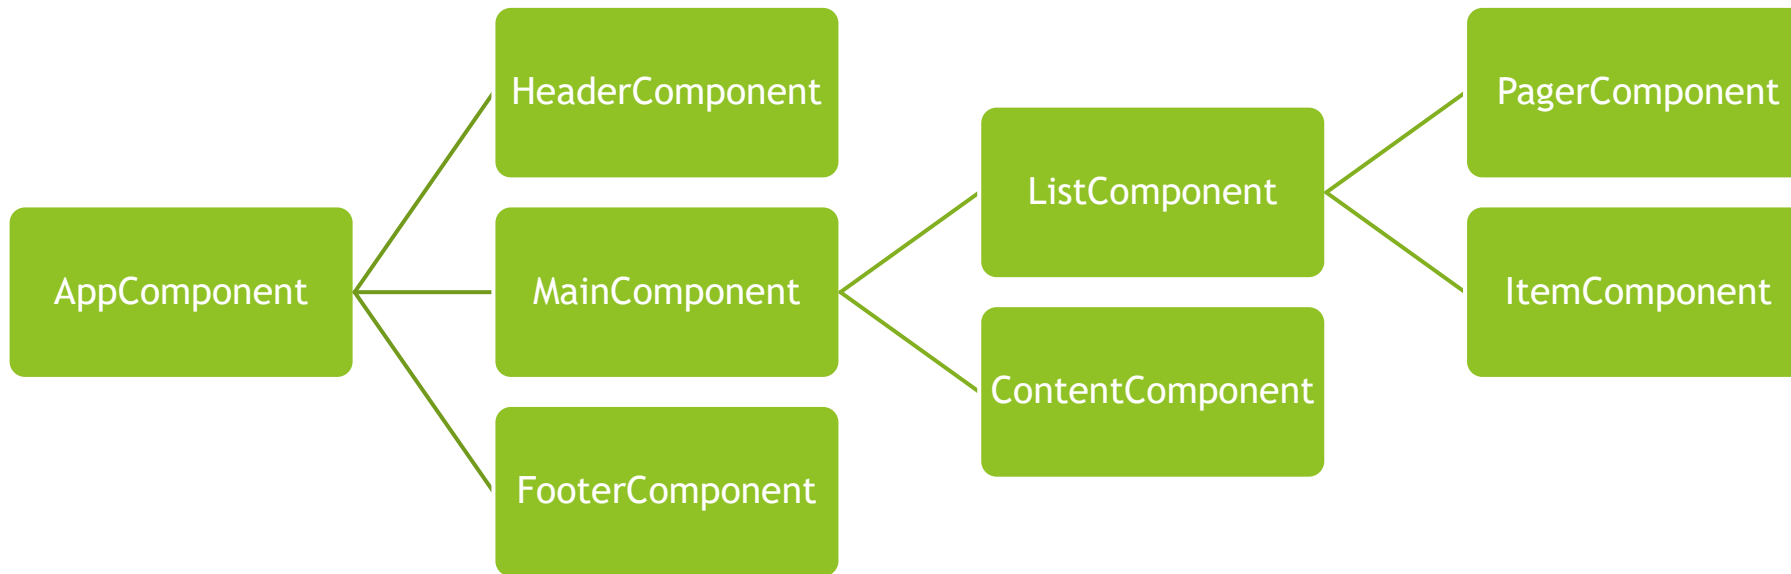 AppComponent
HeaderComponent
MainComponent
FooterComponent
ListComponent
ContentComponent
PagerComponent
ItemComponent